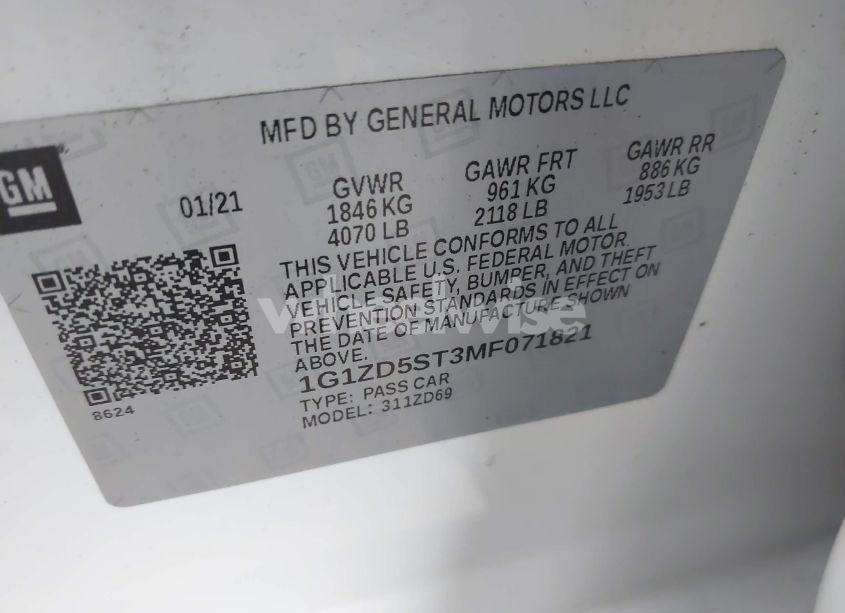 MFD BY GENERAL MOTORS LLC
GM
01/21
GVWR
1846 KG
4070 LB
GAWR FRT
961 KG
2118 LB
GAWR RR
886 KG
1953 LB
THIS VEHICLE CONFORMS TO ALL
APPLICABLE U.S. FEDERAL MOTOR
VEHICLE SAFETY, BUMPER, AND THEFT
PREVENTION STANDARDS IN EFFECT ON
THE DATE OF MANUFACTURE SHOWN
ABOVE.
1G1ZD5ST3MF071821
TYPE: PASS CAR
MODEL: 311ZD69
8624